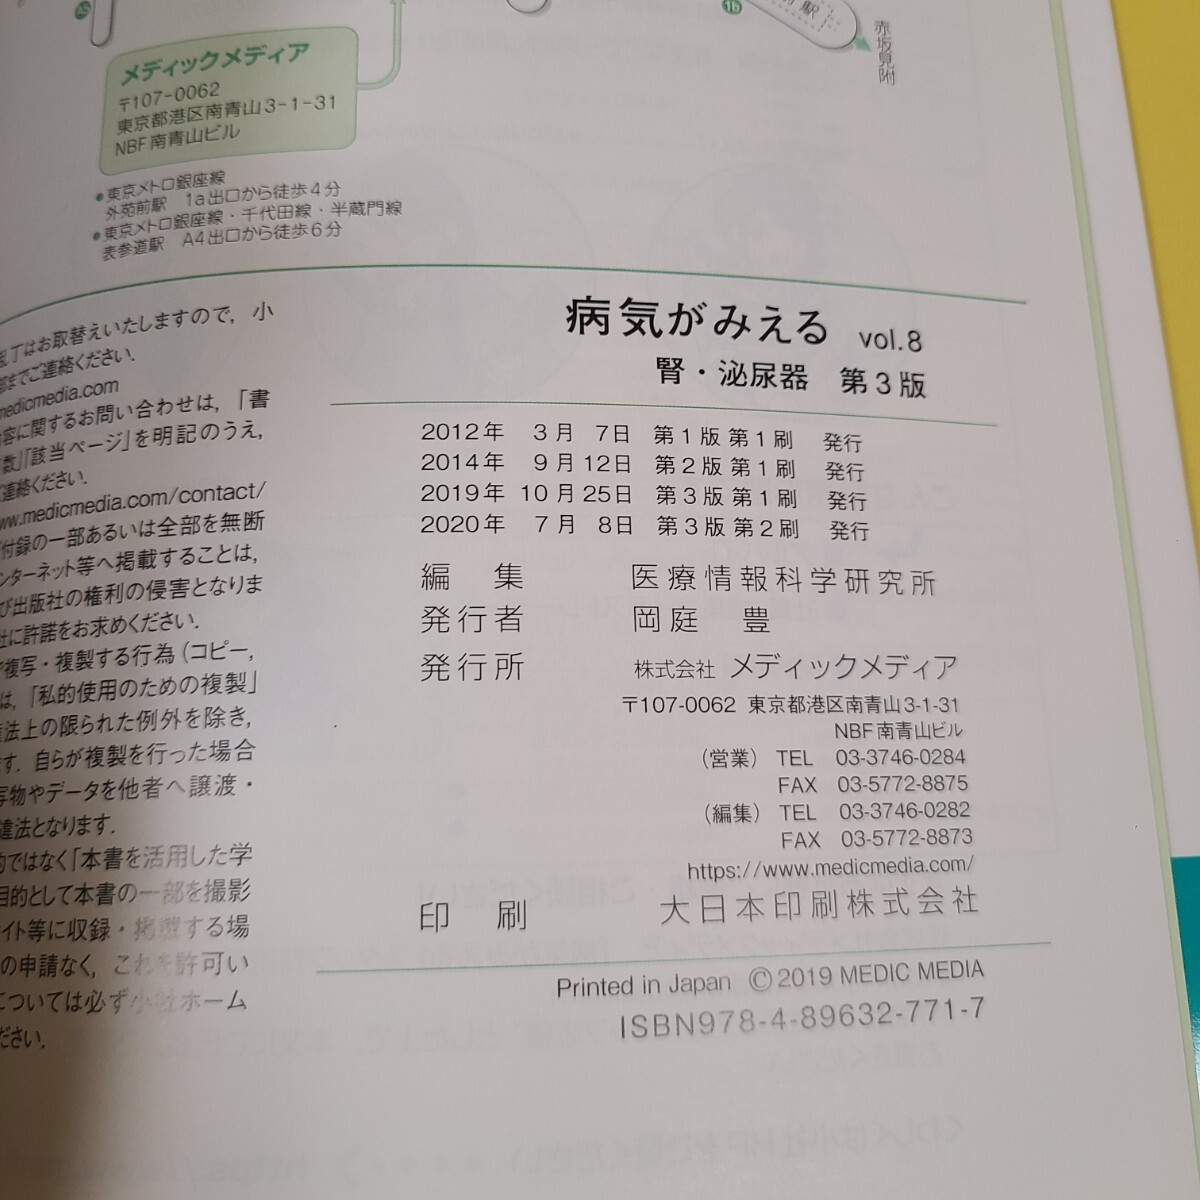 1b
駅
赤坂見附
メディックメディア
〒107-0062
東京都港区南青山3-1-31
NBF南青山ビル
●東京メトロ銀座線
外苑前駅 1a出口から徒歩4分
●東京メトロ銀座線・千代田線・半蔵門線
表参道駅 A4出口から徒歩6分
乱丁はお取替えいたしますので，小
部までご連絡ください．
medicmedia.com
内容に関するお問い合わせは，「書
数」「該当ページ」を明記のうえ，
ご連絡ください．
www.medicmedia.com/contact/
付録の一部あるいは全部を無断
ンターネット等へ掲載することは，
び出版社の権利の侵害となりま
社に許諾をお求めください．
複写・複製する行為（コピー，
は，「私的使用のための複製」
法上の限られた例外を除き，
ます．自らが複製を行った場合
写物やデータを他者へ譲渡・
違法となります．
的ではなく「本書を活用した学
目的として本書の一部を撮影
サイト等に収録・掲載する場
の申請なく，これを許可い
については必ず小社ホーム
ださい．
病気がみえる vol.8
腎・泌尿器 第3版
2012年 3月 7日 第1版 第1刷 発行
2014年 9月12日 第2版 第1刷 発行
2019年 10月25日 第3版 第1刷 発行
2020年 7月 8日 第3版 第2刷 発行
編 集 医療情報科学研究所
発行者 岡庭 豊
発行所 株式会社 メディックメディア
〒107-0062 東京都港区南青山3-1-31
NBF南青山ビル
（営業） TEL 03-3746-0284
FAX 03-5772-8875
（編集） TEL 03-3746-0282
FAX 03-5772-8873
https://www.medicmedia.com/
印 刷 大日本印刷株式会社
Printed in Japan ©2019 MEDIC MEDIA
ISBN978-4-89632-771-7